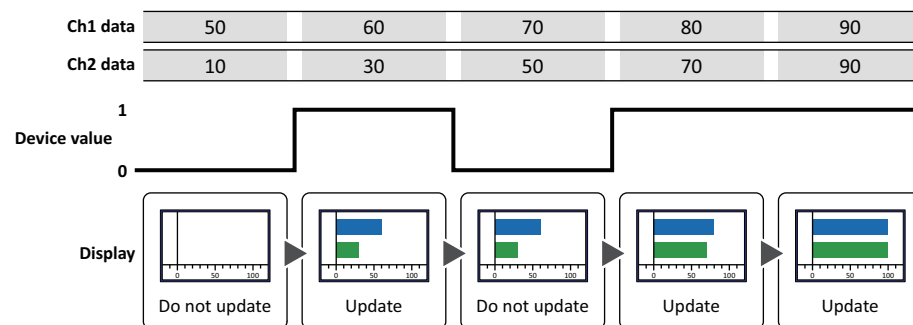 Ch1 data 50 60 70 80 90
Ch2 data 10 30 50 70 90
1
Device value
0
Display
0 100
0 50 100
0 50 100
0 50 100
0 50 100
Do not update
Update
Do not update
Update
Update